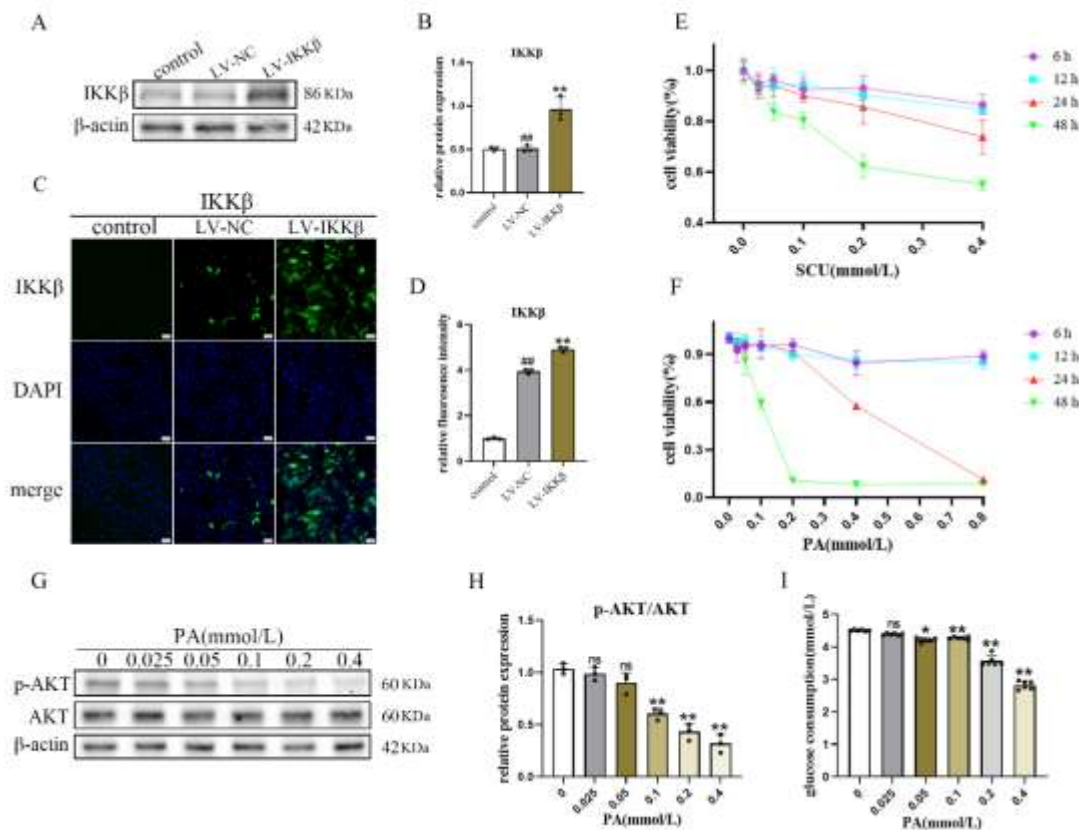 A
control LV-NC LV-IKKβ
IKKβ 86 KDa
β-actin 42 KDa
B
IKKβ
relative protein expression
1.5
1.0
0.5
0.0
##
**
control LV-NC LV-IKKβ
C
IKKβ
control LV-NC LV-IKKβ
IKKβ
DAPI
merge
D
IKKβ
relative fluoresence intensity
6
4
2
0
##
**
control LV-NC LV-IKKβ
E
cell viability(%)
1.0
0.8
0.6
0.4
0.0 0.1 0.2 0.3 0.4
SCU(mmol/L)
6 h
12 h
24 h
48 h
F
cell viability(%)
0.9
0.6
0.3
0.0
0.0 0.1 0.2 0.3 0.4 0.5 0.6 0.7 0.8
PA(mmol/L)
6 h
12 h
24 h
48 h
G
PA(mmol/L)
0 0.025 0.05 0.1 0.2 0.4
p-AKT 60 KDa
AKT 60 KDa
β-actin 42 KDa
H
p-AKT/AKT
relative protein expression
1.5
1.0
0.5
0.0
ns ns ** ** **
0 0.025 0.05 0.1 0.2 0.4
PA(mmol/L)
I
glucose consumption(mmol/L)
5
4
3
2
1
0
ns * ** ** **
0 0.025 0.05 0.1 0.2 0.4
PA(mmol/L)